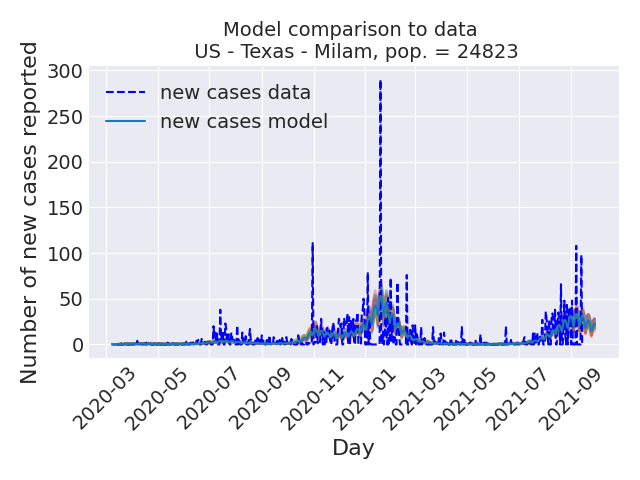 Model comparison to data
US - Texas - Milam, pop. = 24823
Number of new cases reported
300
250
200
150
100
50
0
new cases data
new cases model
2020-03
2020-05
2020-07
2020-09
2020-11
2021-01
2021-03
2021-05
2021-07
2021-09
Day